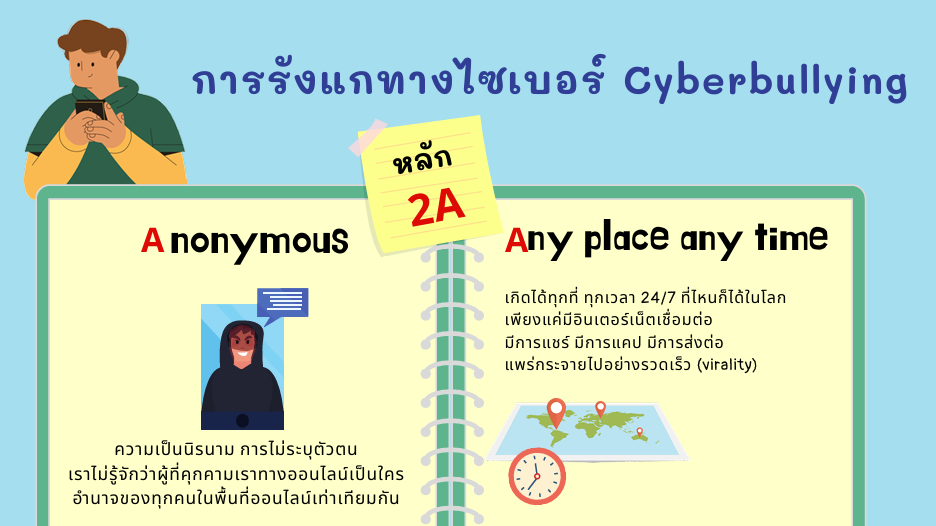 การรังแกทางไซเบอร์ Cyberbullying
หลัก
2A
Anonymous
ความเป็นนิรนาม การไม่ระบุตัวตน
เราไม่รู้จักว่าผู้ที่คุกคามเราทางออนไลน์เป็นใคร
อำนาจของทุกคนในพื้นที่ออนไลน์เท่าเทียมกัน
Any place any time
เกิดได้ทุกที่ ทุกเวลา 24/7 ที่ไหนก็ได้ในโลก
เพียงแค่มีอินเตอร์เน็ตเชื่อมต่อ
มีการแชร์ มีการแคป มีการส่งต่อ
แพร่กระจายไปอย่างรวดเร็ว (virality)